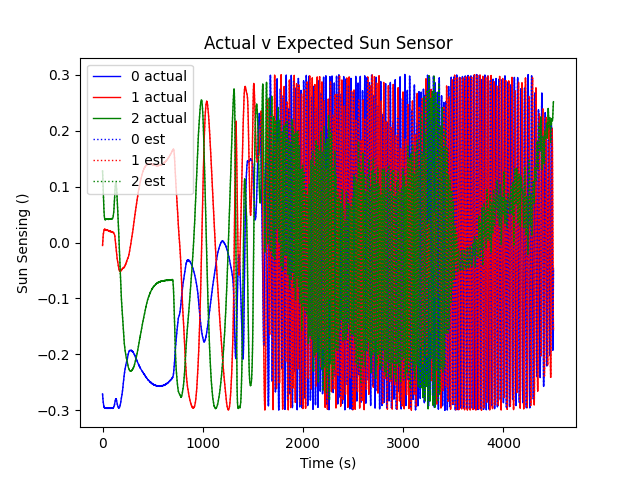 Actual v Expected Sun Sensor
0 actual
1 actual
2 actual
0 est
1 est
2 est
0.3
0.2
0.1
0.0
−0.1
−0.2
−0.3
Sun Sensing ()
0 1000 2000 3000 4000
Time (s)